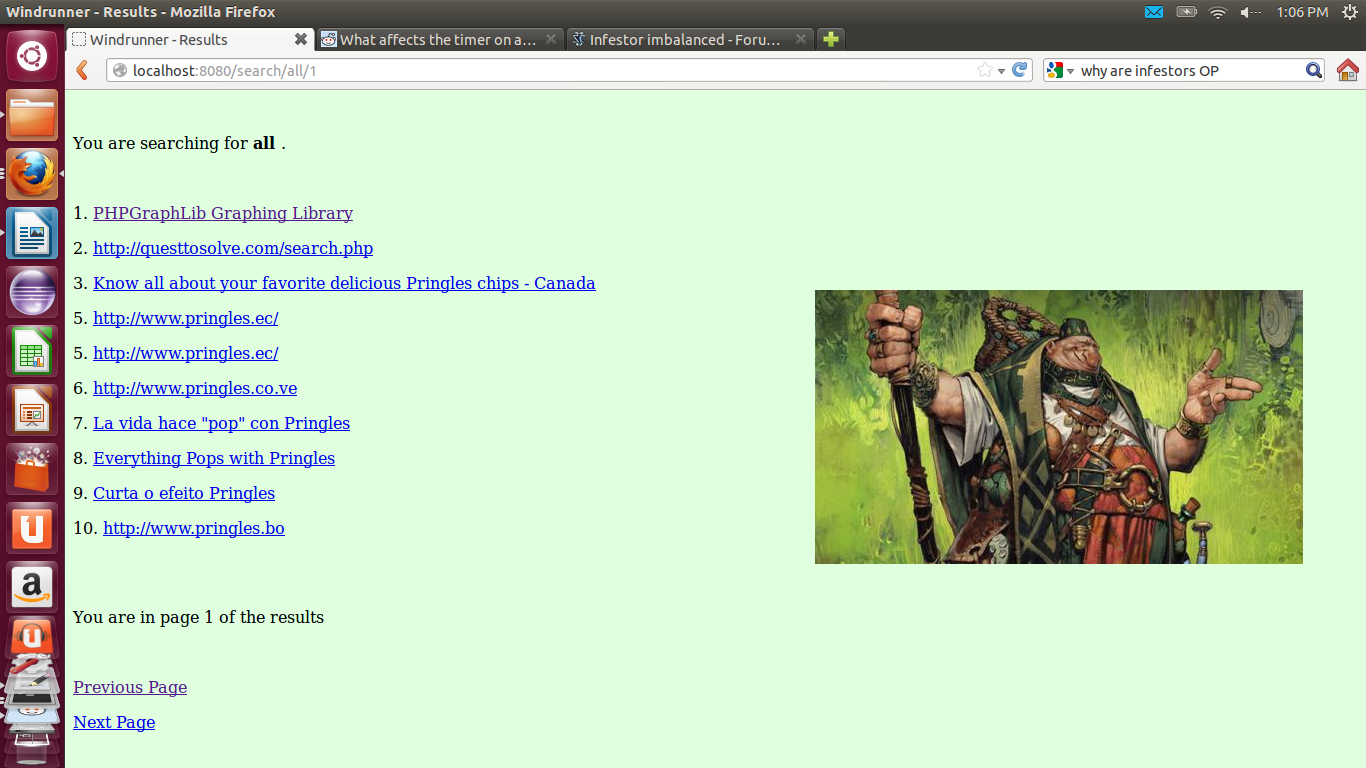 Windrunner - Results - Mozilla Firefox
1:06 PM
Windrunner - Results
What affects the timer on a...
Infestor imbalanced - Foru...
localhost:8080/search/all/1
why are infestors OP
You are searching for all .
1. PHPGraphLib Graphing Library
2. http://questtosolve.com/search.php
3. Know all about your favorite delicious Pringles chips - Canada
5. http://www.pringles.ec/
5. http://www.pringles.ec/
6. http://www.pringles.co.ve
7. La vida hace "pop" con Pringles
8. Everything Pops with Pringles
9. Curta o efeito Pringles
10. http://www.pringles.bo
You are in page 1 of the results
Previous Page
Next Page